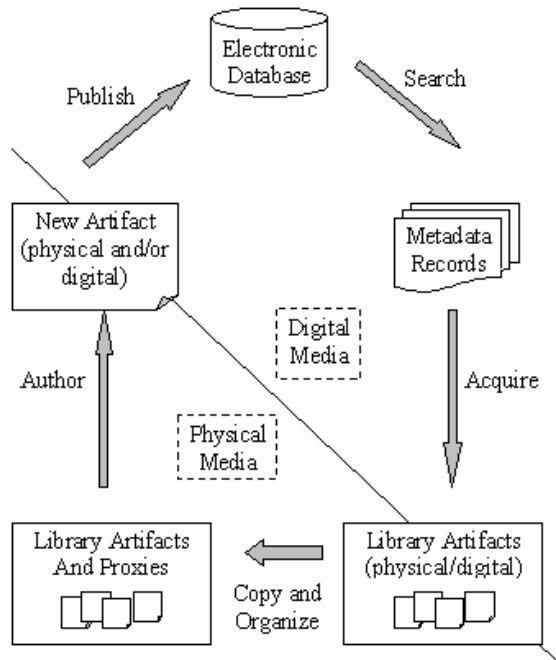 Electronic
Database
Publish
Search
New Artifact
(physical and/or
digital)
Metadada
Records
Digital
Media
Author
Acquire
Physical
Media
Library Artifacts
And Proxies
Library Artifacts
(physical/digital)
Copy and
Organize